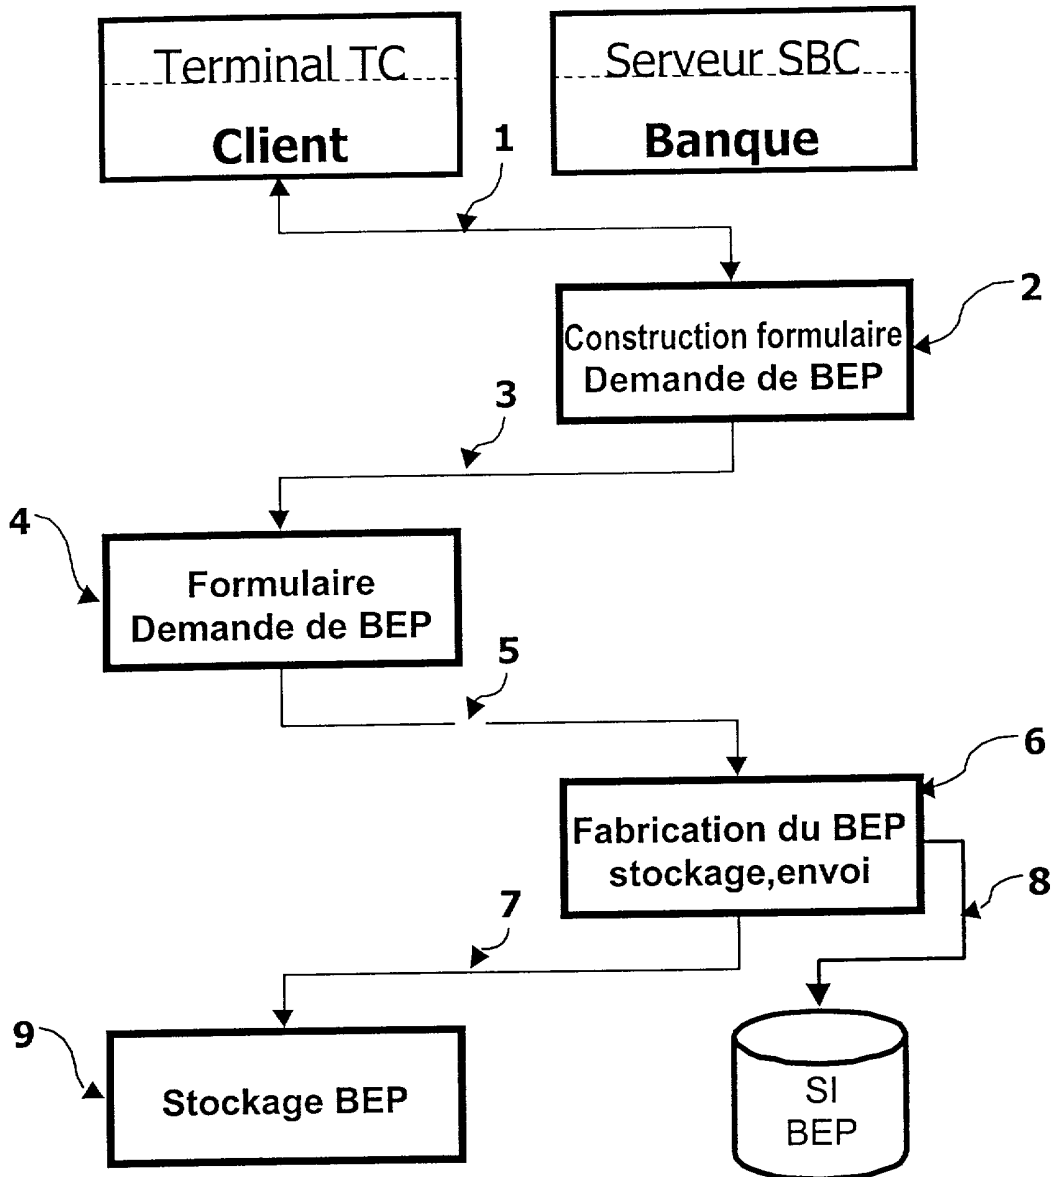 Terminal TC
Client
Serveur SBC
Banque
1
2
Construction formulaire
Demande de BEP
3
4
Formulaire
Demande de BEP
5
6
Fabrication du BEP
stockage,envoi
7
8
9
Stockage BEP
SI
BEP